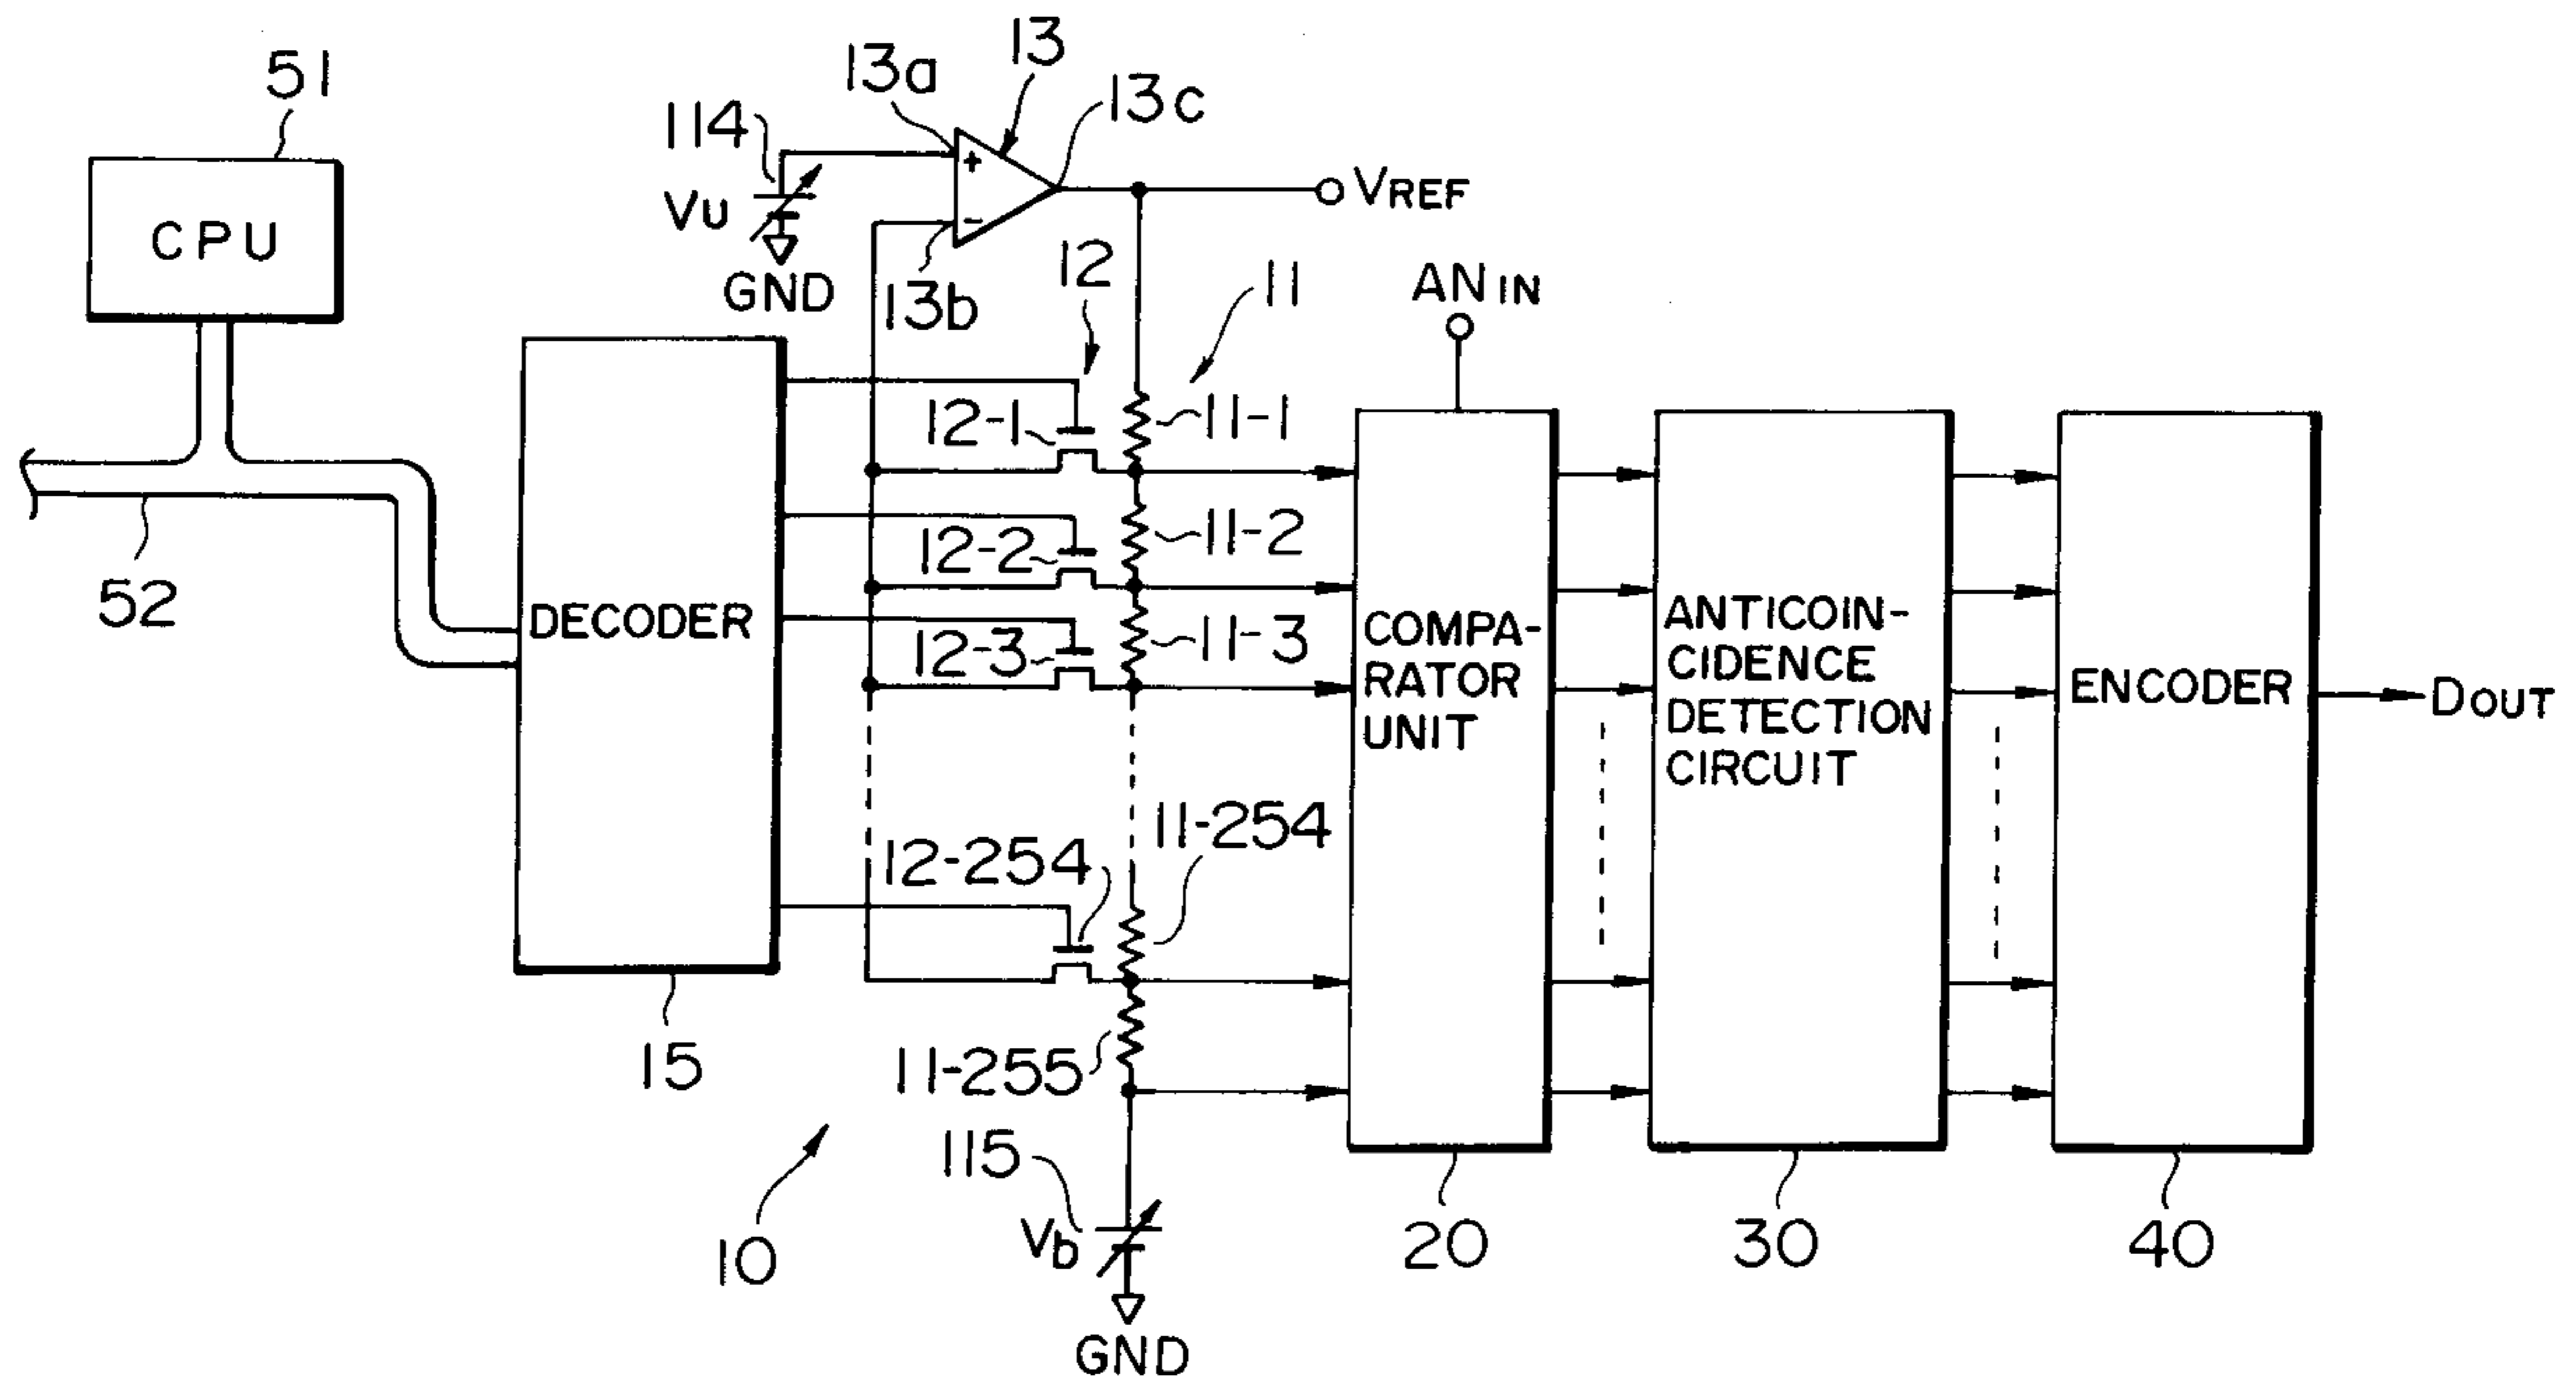 51
CPU
52
114
VU
GND
13a
13
13c
+
-
13b
VREF
12
11
ANIN
DECODER
15
12-1
11-1
12-2
11-2
12-3
11-3
12-254
11-254
11-255
115
Vb
GND
10
COMPA-
RATOR
UNIT
20
ANTICOIN-
CIDENCE
DETECTION
CIRCUIT
30
ENCODER
40
DOUT